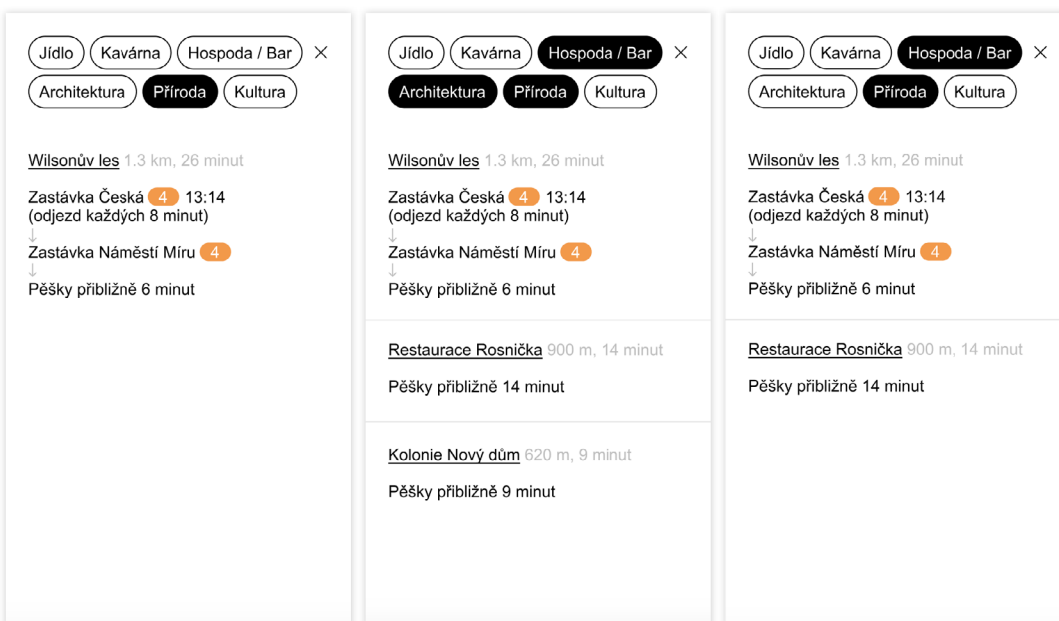 Jídlo Kavárna Hospoda / Bar ×
Architektura Příroda Kultura
Wilsonův les 1.3 km, 26 minut
Zastávka Česká 4 13:14
(odjezd každých 8 minut)
↓
Zastávka Náměstí Míru 4
↓
Pěšky přibližně 6 minut
Jídlo Kavárna Hospoda / Bar ×
Architektura Příroda Kultura
Wilsonův les 1.3 km, 26 minut
Zastávka Česká 4 13:14
(odjezd každých 8 minut)
↓
Zastávka Náměstí Míru 4
↓
Pěšky přibližně 6 minut
Restaurace Rosnička 900 m, 14 minut
Pěšky přibližně 14 minut
Kolonie Nový dům 620 m, 9 minut
Pěšky přibližně 9 minut
Jídlo Kavárna Hospoda / Bar ×
Architektura Příroda Kultura
Wilsonův les 1.3 km, 26 minut
Zastávka Česká 4 13:14
(odjezd každých 8 minut)
↓
Zastávka Náměstí Míru 4
↓
Pěšky přibližně 6 minut
Restaurace Rosnička 900 m, 14 minut
Pěšky přibližně 14 minut